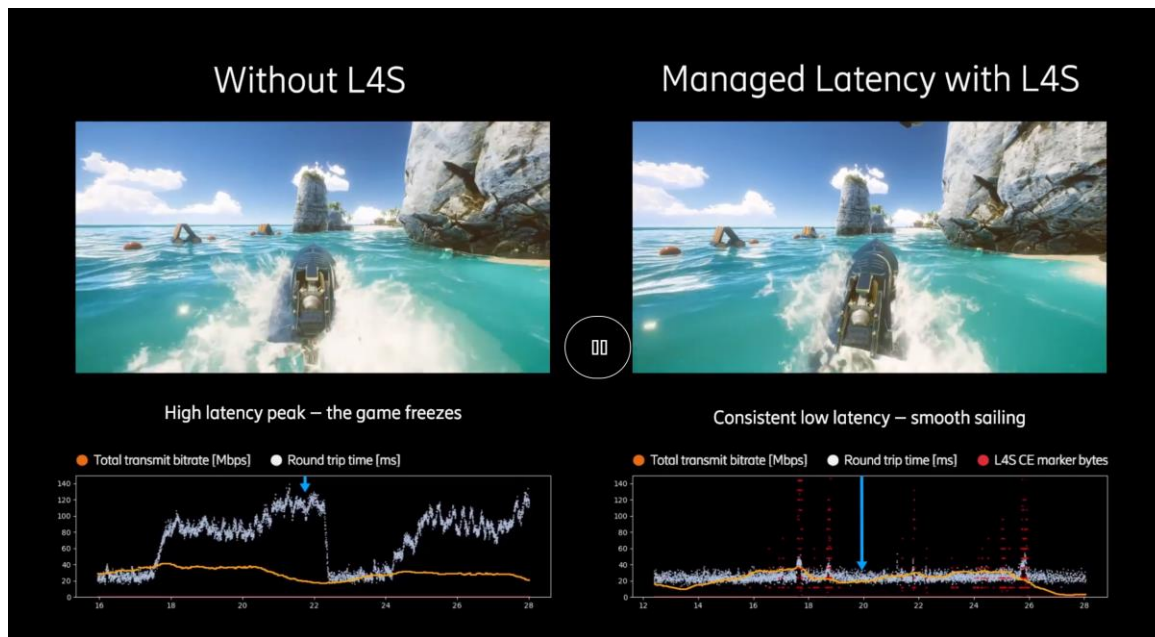 Without L4S
Managed Latency with L4S
High latency peak – the game freezes
Consistent low latency – smooth sailing
Total transmit bitrate [Mbps] Round trip time [ms]
Total transmit bitrate [Mbps] Round trip time [ms] L4S CE marker bytes
140
120
100
80
60
40
20
0
16 18 20 22 24 26 28
140
120
100
80
60
40
20
0
12 14 16 18 20 22 24 26 28